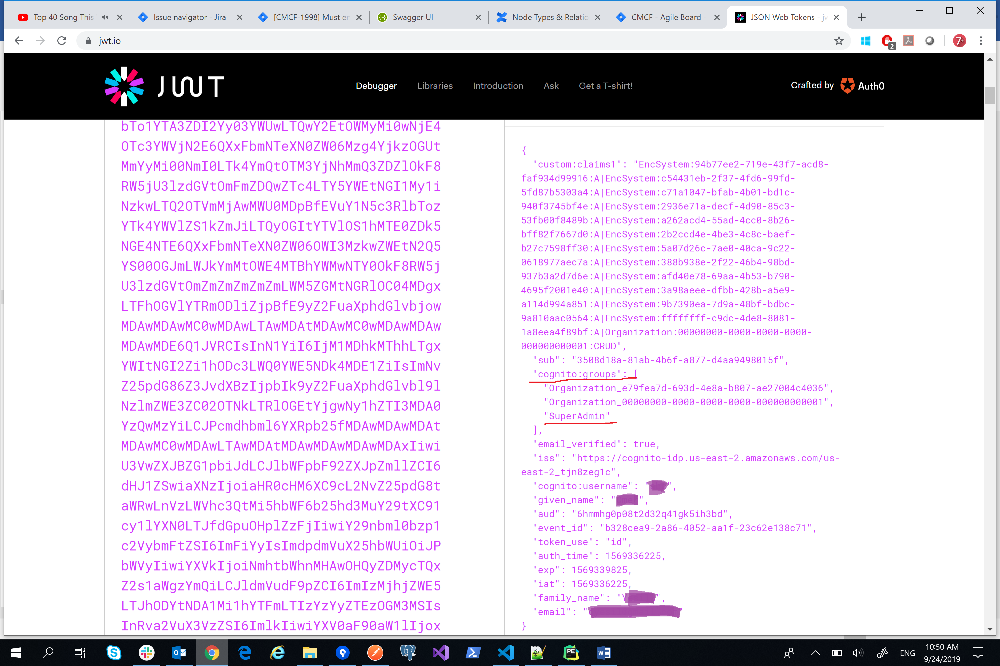 Top 40 Song This
Issue navigator - Jira
[CMCF-1998] Must en
Swagger UI
Node Types & Relatio
CMCF - Agile Board -
JSON Web Tokens - jw
jwt.io
2
7+
JWT
Debugger
Libraries
Introduction
Ask
Get a T-shirt!
Crafted by
Auth0
bTo1YTA3ZDI2Yy03YWUwLTQwY2EtOWMyMi0wNjE4
OTc3YWVjN2E6QXxFbmNTeXN0ZW06Mzg4YjkzOGUt
MmYyMi00NmI0LTk4YmQtOTM3YjNhMmQ3ZDZlOkF8
RW5jU3lzdGVtOmFmZDQwZTc4LTY5YWEtNGI1My1i
NzkwLTQ2OTVmMjAwMWU0MDpBfEVuY1N5c3RlbToz
YTk4YWVlZS1kZmJiLTQyOGItYTVlOS1hMTE0ZDk5
NGE4NTE6QXxFbmNTeXN0ZW06OWI3MzkwZWEtN2Q5
YS00OGJmLWJkYmMtOWE4MTBhYWMwNTY0OkF8RW5j
U3lzdGVtOmZmZmZmZmZmLWM5ZGMtNGRlOC04MDgx
LTFhOGVlYTRmODliZjpBfE9yZ2FuaXphdGlvbjow
MDAwMDAwMC0wMDAwLTAwMDAtMDAwMC0wMDAwMDAw
MDAwMDE6Q1JVRCIsInN1YiI6IjM1MDhkMThhLTgx
YWItNGI2Zi1hODc3LWQ0YWE5NDk4MDE1ZiIsImNv
Z25pdG86Z3JvdXBzIjpbIk9yZ2FuaXphdGlvbl9l
NzlmZWE3ZC02OTNkLTRlOGEtYjgwNy1hZTI3MDA0
YzQwMzYiLCJPcmdhbml6YXRpb25fMDAwMDAwMDAt
MDAwMC0wMDAwLTAwMDAtMDAwMDAwMDAwMDAxIiwi
U3VwZXJBZG1pbiJdLCJlbWFpbF92ZXJpZmllZCI6
dHJ1ZSwiaXNzIjoiaHR0cHM6XC9cL2NvZ25pdG8t
aWRwLnVzLWVhc3QtMi5hbWF6b25hd3MuY29tXC91
cy1lYXN0LTJfdGpuOHplZzFjIiwiY29nbml0bzp1
c2VybmFtZSI6ImFiYyIsImdpdmVuX25hbWUiOiJP
bWVyIiwiYXVkIjoiNmhtbWhnMHAwOHQyZDMycTQx
Z2s1aWgzYmQiLCJldmVudF9pZCI6ImIzMjhjZWE5
LTJhODYtNDA1Mi1hYTFmLTIzYzYyZTEzOGM3MSIs
InRva2VuX3VzZSI6ImlkIiwiYXV0aF90aW1lIjox
{
"custom:claims1": "EncSystem:94b77ee2-719e-43f7-acd8-
faf934d99916:A|EncSystem:c54431eb-2f37-4fd6-99fd-
5fd87b5303a4:A|EncSystem:c71a1047-bfab-4b01-bd1c-
940f3745bf4e:A|EncSystem:2936e71a-decf-4d90-85c3-
53fb00f8489b:A|EncSystem:a262acd4-55ad-4cc0-8b26-
bff82f7667d0:A|EncSystem:2b2ccd4e-4be3-4c8c-baef-
b27c7598ff30:A|EncSystem:5a07d26c-7ae0-40ca-9c22-
0618977aec7a:A|EncSystem:388b938e-2f22-46b4-98bd-
937b3a2d7d6e:A|EncSystem:afd40e78-69aa-4b53-b790-
4695f2001e40:A|EncSystem:3a98aeee-dfbb-428b-a5e9-
a114d994a851:A|EncSystem:9b7390ea-7d9a-48bf-bdbc-
9a810aac0564:A|EncSystem:ffffffff-c9dc-4de8-8081-
1a8eea4f89bf:A|Organization:00000000-0000-0000-0000-
000000000001:CRUD",
"sub": "3508d18a-81ab-4b6f-a877-d4aa9498015f",
"cognito:groups": [
"Organization_e79fea7d-693d-4e8a-b807-ae27004c4036",
"Organization_00000000-0000-0000-0000-000000000001",
"SuperAdmin"
],
"email_verified": true,
"iss": "https://cognito-idp.us-east-2.amazonaws.com/us-
east-2_tjn8zeg1c",
"cognito:username": "",
"given_name": "",
"aud": "6hmmhg0p08t2d32q41gk5ih3bd",
"event_id": "b328cea9-2a86-4052-aa1f-23c62e138c71",
"token_use": "id",
"auth_time": 1569336225,
"exp": 1569339825,
"iat": 1569336225,
"family_name": "",
"email": ""
}
ENG
10:50 AM
9/24/2019